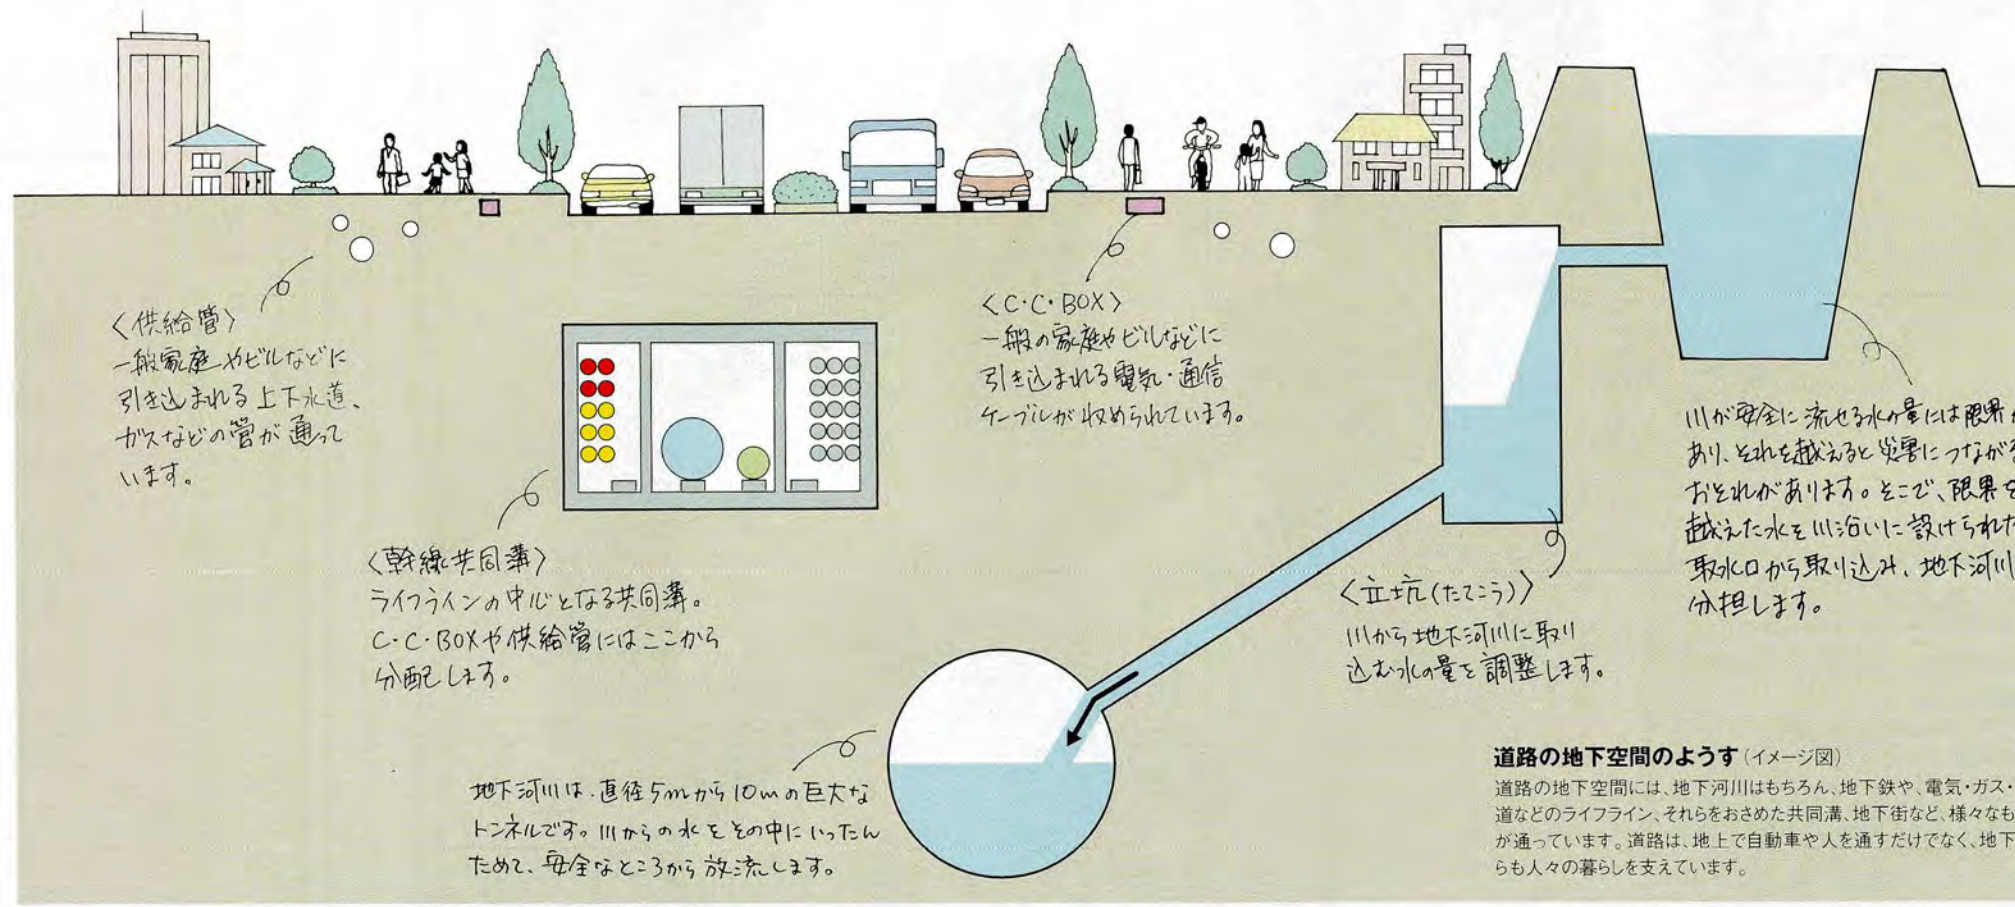 〈供給管〉
一般家庭やビルなどに
引き込まれる上下水道、
ガスなどの管が通って
います。
〈C・C・BOX〉
一般の家庭やビルなどに
引き込まれる電気・通信
ケーブルが収められています。
〈幹線共同溝〉
ライフラインの中心となる共同溝。
C・C・BOXや供給管にはここから
分配します。
川が安全に流せる水の量には限界が
あり、それを越えると災害につながる
おそれがあります。そこで、限界を
越えた水を川沿いに設けられた
取水口から取り込み、地下河川
分担します。
〈立坑(たてこう)〉
川から地下河川に取り
込む水の量を調整します。
地下河川は、直径5mから10mの巨大な
トンネルです。川からの水をその中にいったん
ためて、安全なところから放流します。
道路の地下空間のようす(イメージ図)
道路の地下空間には、地下河川はもちろん、地下鉄や、電気・ガス・
道などのライフライン、それらをおさめた共同溝、地下街など、様々なも
が通っています。道路は、地上で自動車や人を通すだけでなく、地下
らも人々の暮らしを支えています。